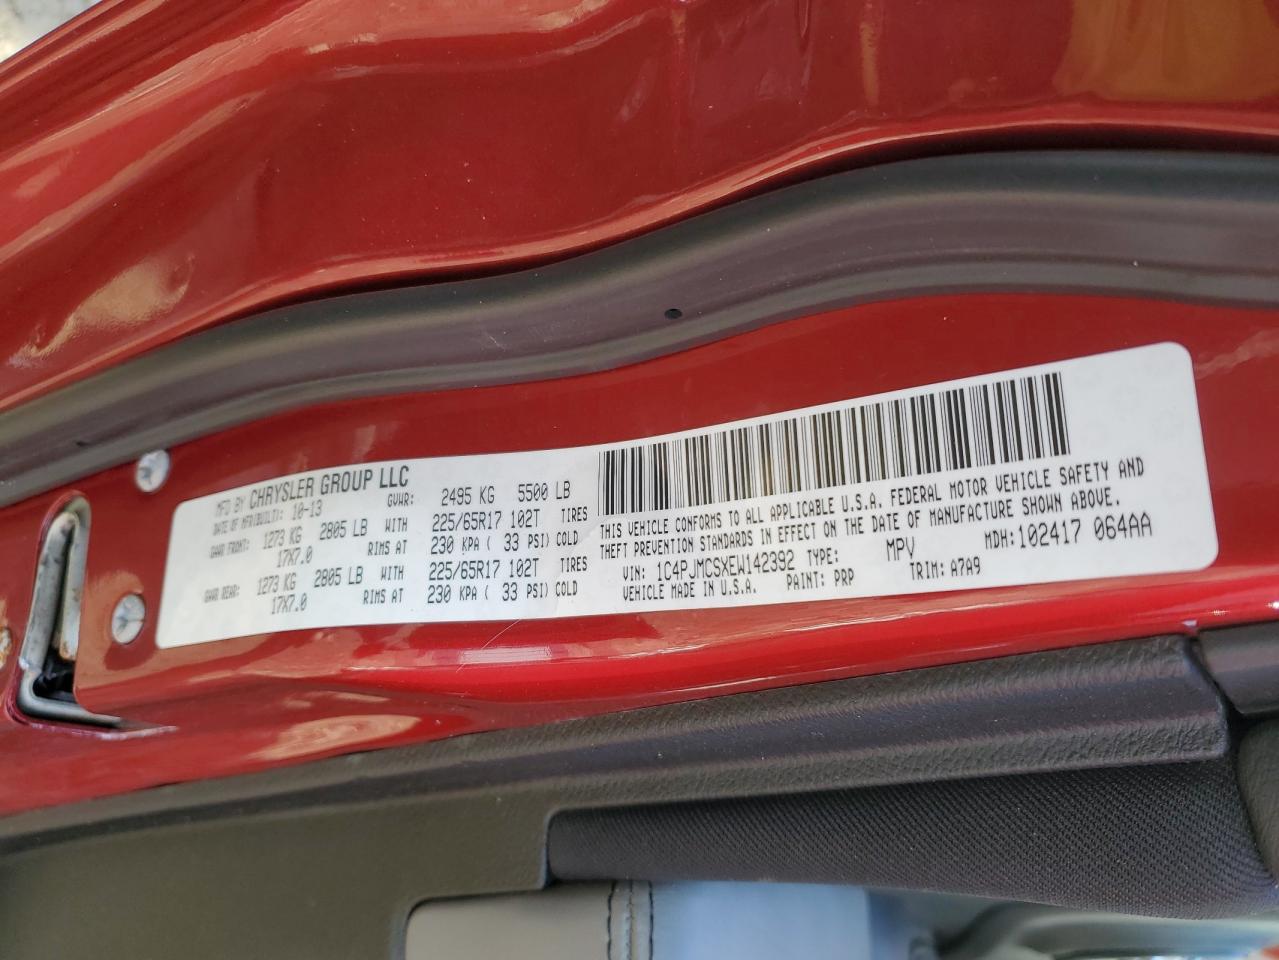 MFD BY CHRYSLER GROUP LLC
DATE OF MFD(BUILT): 10-13 GVWR: 2495 KG 5500 LB
GAWR FRONT: 1273 KG 2805 LB WITH 225/65R17 102T TIRES
17X7.0 RIMS AT 230 KPA ( 33 PSI) COLD
GAWR REAR: 1273 KG 2805 LB WITH 225/65R17 102T TIRES
17X7.0 RIMS AT 230 KPA ( 33 PSI) COLD
THIS VEHICLE CONFORMS TO ALL APPLICABLE U.S.A. FEDERAL MOTOR VEHICLE SAFETY AND
THEFT PREVENTION STANDARDS IN EFFECT ON THE DATE OF MANUFACTURE SHOWN ABOVE.
VIN: 1C4PJMCSXEW142392 TYPE: MPV MDH:102417 064AA
VEHICLE MADE IN U.S.A. PAINT: PRP TRIM: A7A9